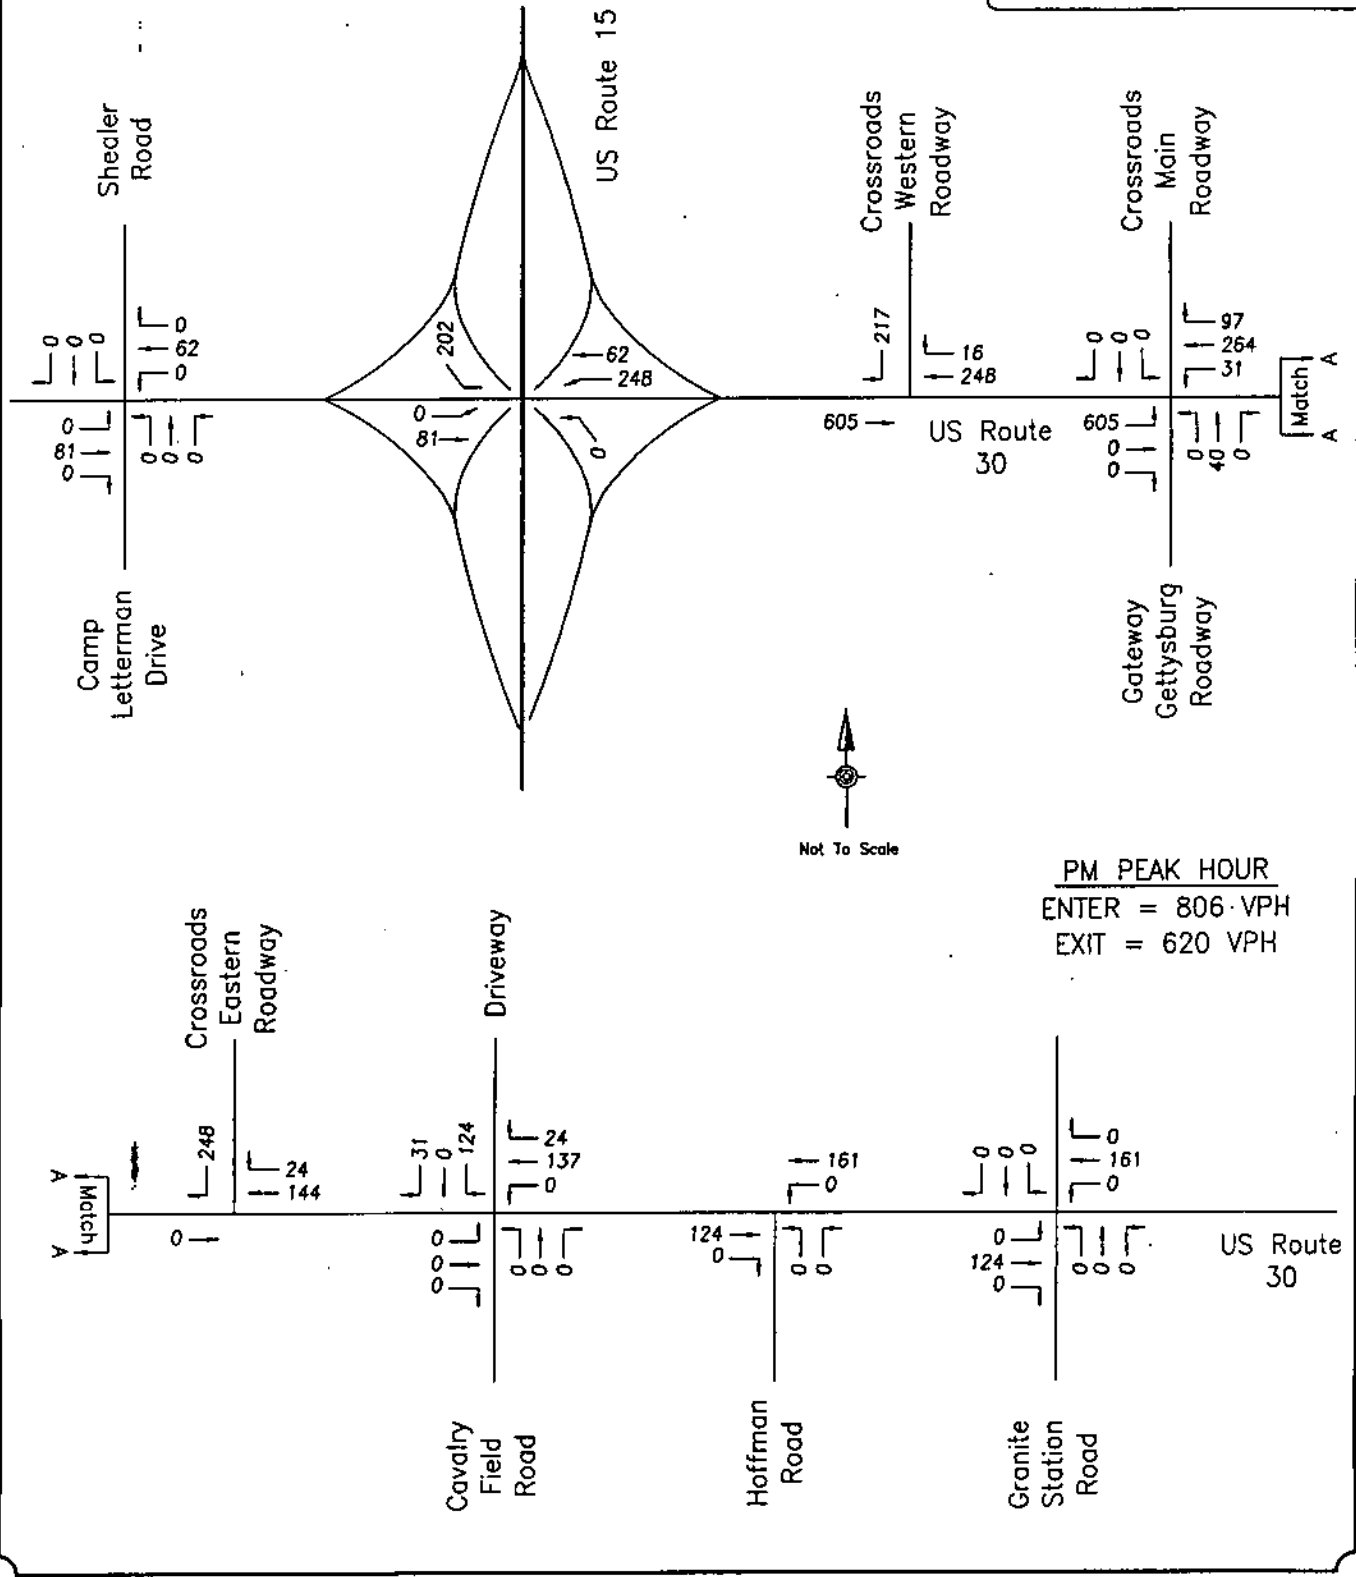 Shealer
Road
0
0
0
0
62
0
0
81
0
0
0
0
Camp
Letterman
Drive
US Route 15
202
62
248
0
81
0
Crossroads
Western
Roadway
217
16
248
605
US Route
30
Crossroads
Main
Roadway
0
0
0
97
264
31
605
0
0
0
40
0
Match
A
A
Gateway
Gettysburg
Roadway
Not To Scale
PM PEAK HOUR
ENTER = 806 VPH
EXIT = 620 VPH
Crossroads
Eastern
Roadway
A
A
Match
248
24
144
0
Driveway
31
0
124
24
137
0
0
0
0
0
0
0
Cavalry
Field
Road
161
0
124
0
0
0
Hoffman
Road
0
0
0
0
161
0
0
124
0
0
0
0
Granite
Station
Road
US Route
30